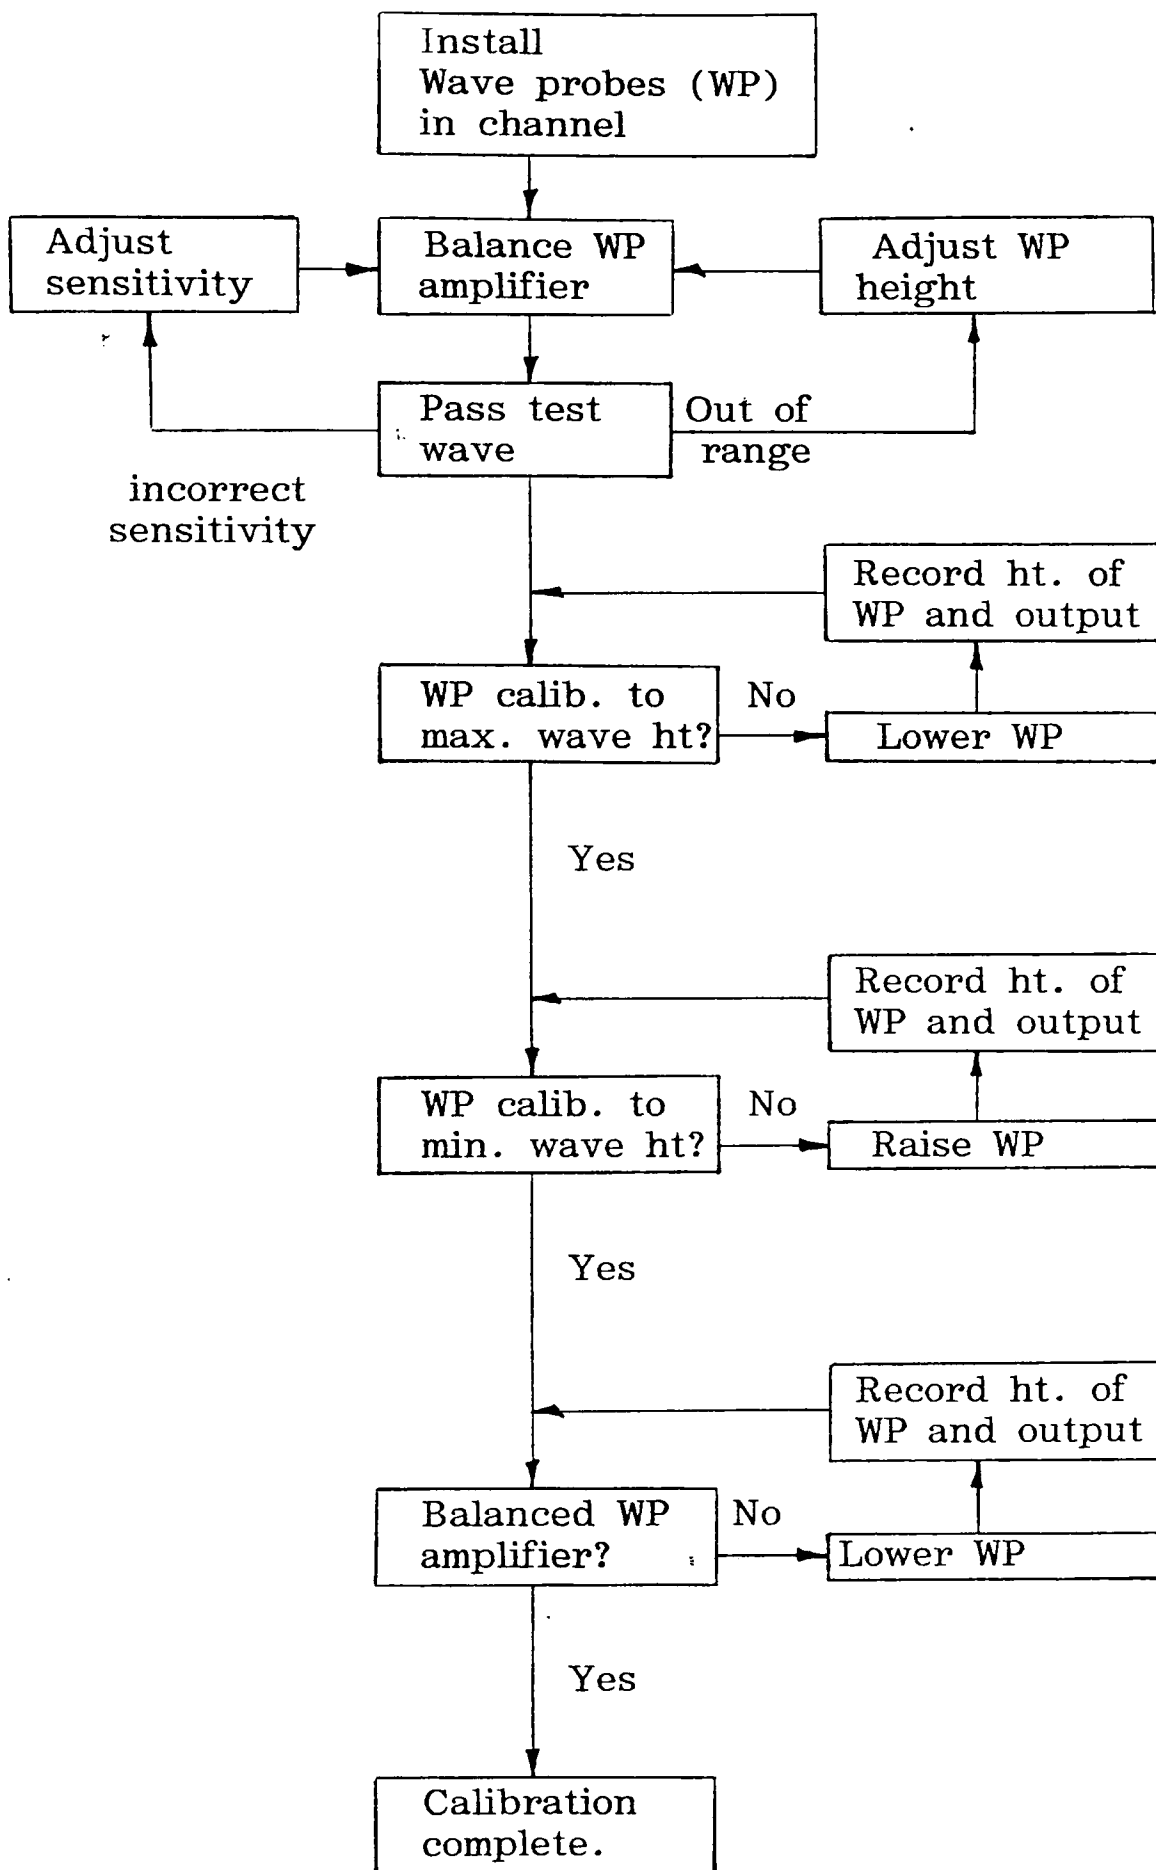 Install
Wave probes (WP)
in channel
Adjust
sensitivity
Balance WP
amplifier
Adjust WP
height
Pass test
wave
Out of
range
incorrect
sensitivity
Record ht. of
WP and output
WP calib. to
max. wave ht?
No
Lower WP
Yes
Record ht. of
WP and output
WP calib. to
min. wave ht?
No
Raise WP
Yes
Record ht. of
WP and output
Balanced WP
amplifier?
No
Lower WP
Yes
Calibration
complete.